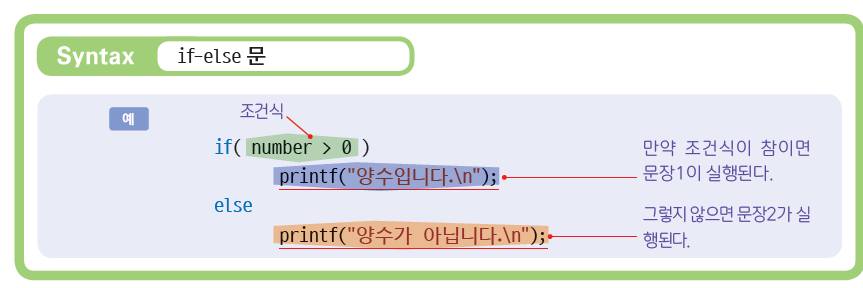 Syntax if-else 문
예
조건식
if( number > 0 )
printf("양수입니다.\n");
만약 조건식이 참이면
문장1이 실행된다.
else
printf("양수가 아닙니다.\n");
그렇지 않으면 문장2가 실
행된다.